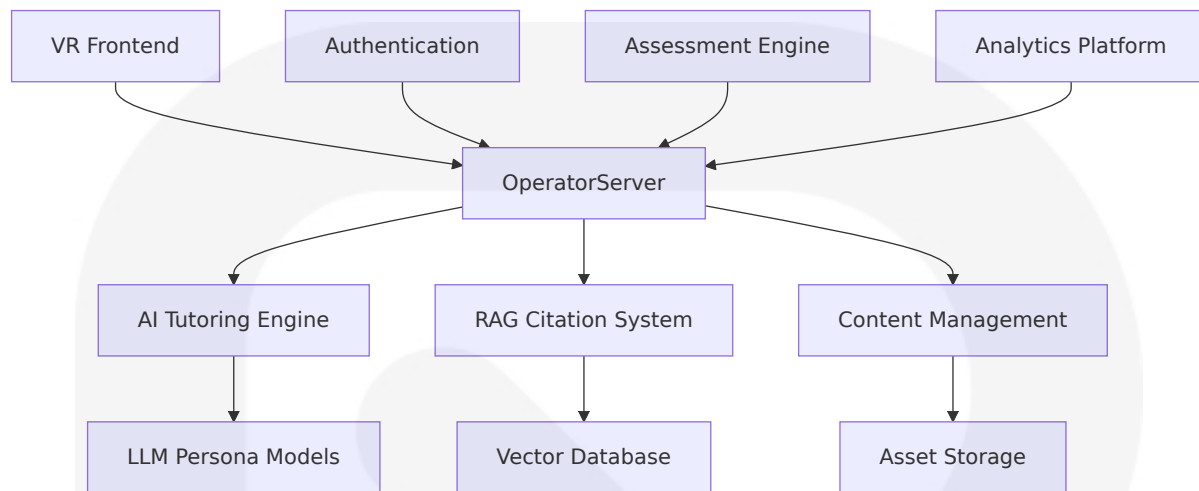 VR Frontend
Authentication
Assessment Engine
Analytics Platform
OperatorServer
AI Tutoring Engine
RAG Citation System
Content Management
LLM Persona Models
Vector Database
Asset Storage